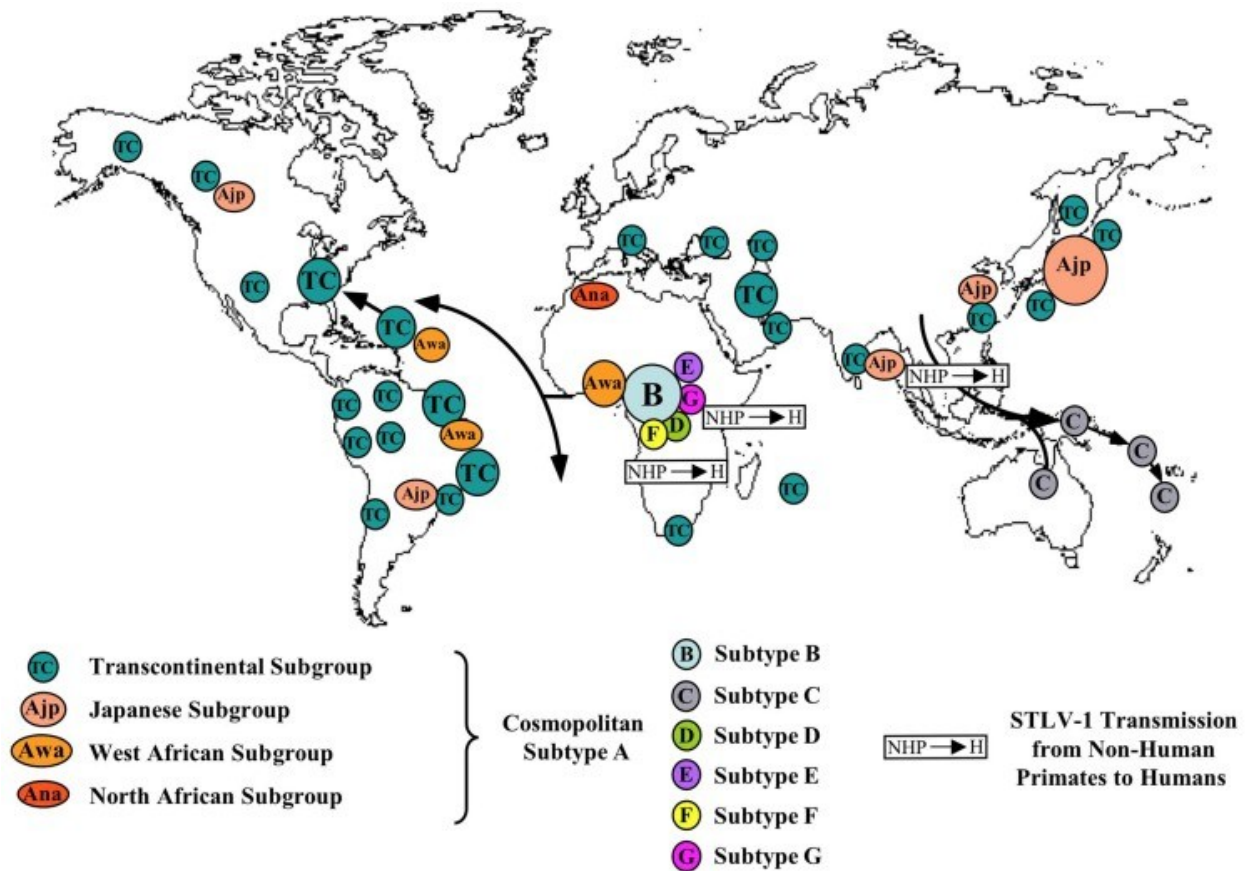 TC
TC
Ajp
TC
TC
TC
Awa
TC
TC
TC
TC
TC
Awa
TC
TC
Ajp
TC
TC
TC
TC
TC
TC
TC
Ana
Awa
B
E
G
D
F
NHP → H
NHP → H
TC
TC
TC
TC
Ajp
Ajp
TC
TC
TC
Ajp
NHP → H
C
C
C
C
TC Transcontinental Subgroup
Ajp Japanese Subgroup
Awa West African Subgroup
Ana North African Subgroup
Cosmopolitan
Subtype A
B Subtype B
C Subtype C
D Subtype D
E Subtype E
F Subtype F
G Subtype G
NHP → H
STLV-1 Transmission
from Non-Human
Primates to Humans